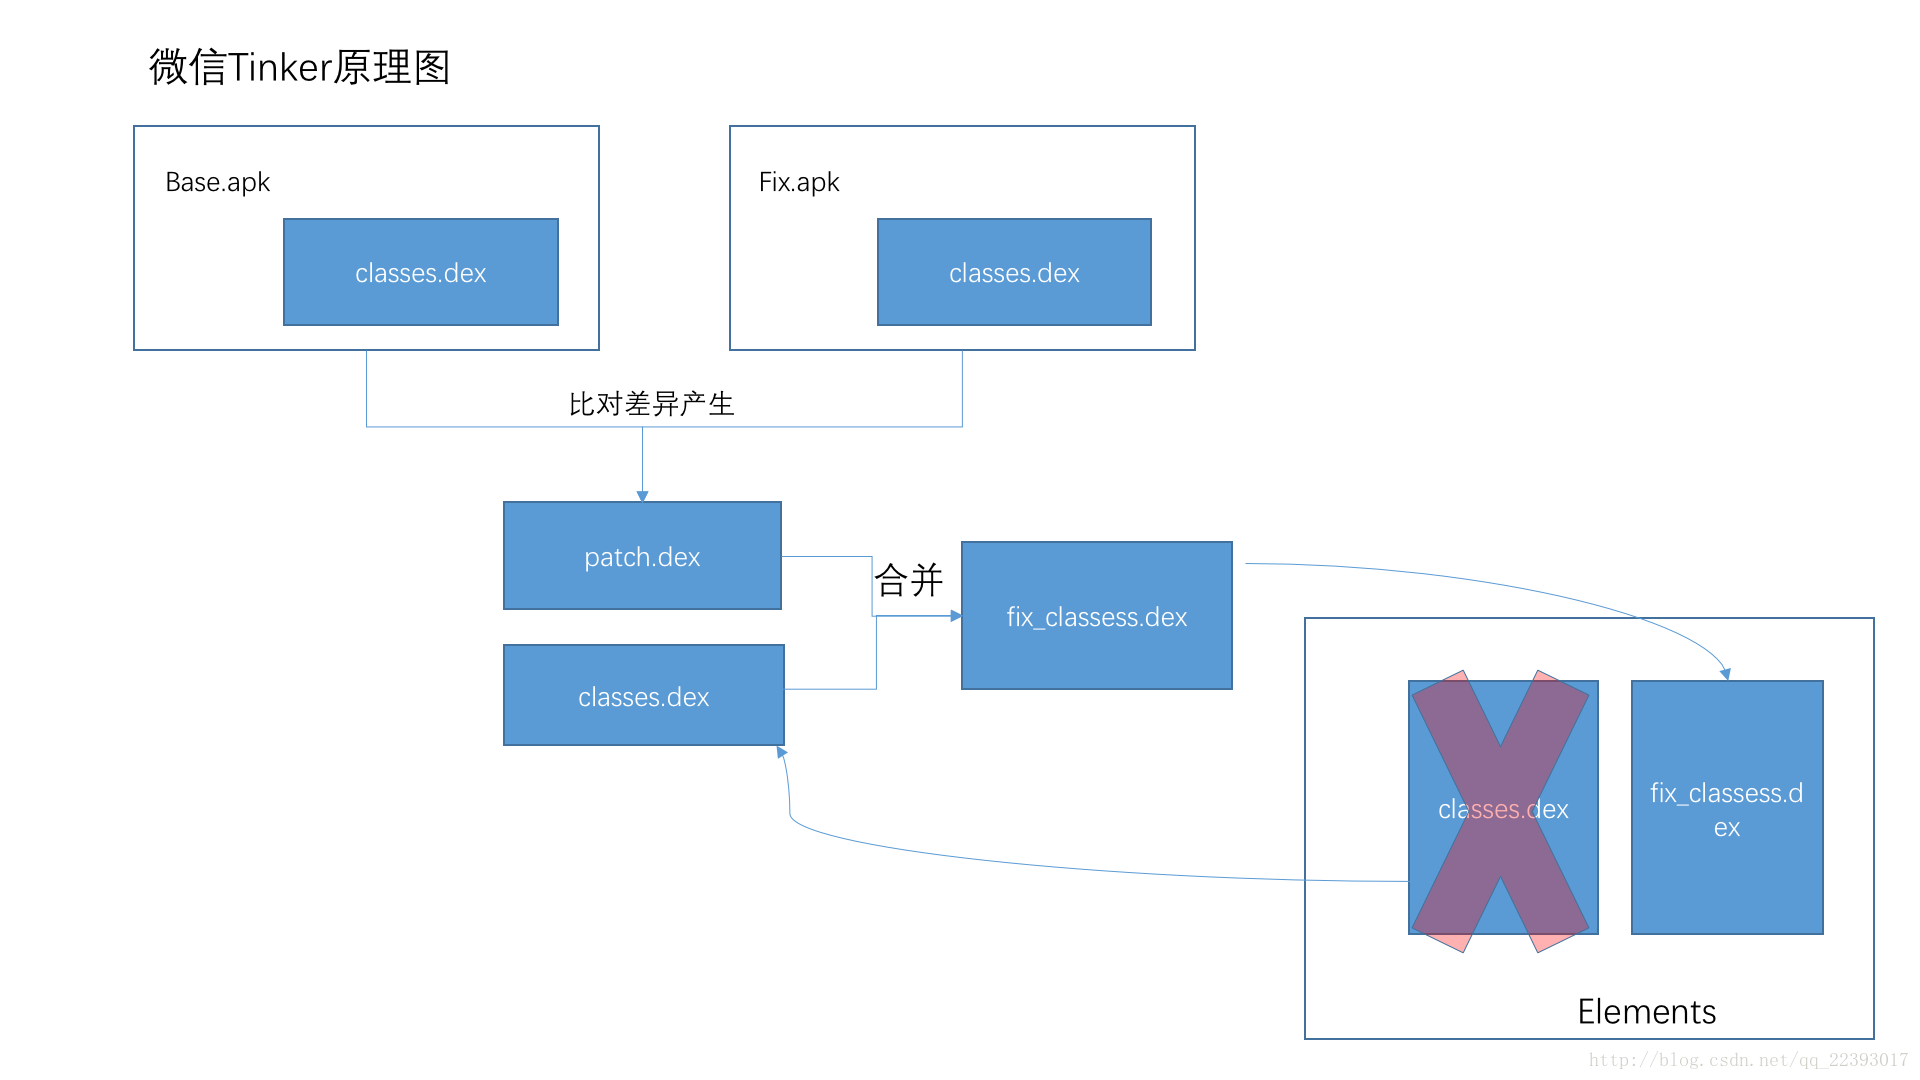 微信Tinker原理图
Base.apk
classes.dex
Fix.apk
classes.dex
比对差异产生
patch.dex
合并
fix_classess.dex
classes.dex
classes.dex
fix_classess.d
ex
Elements
http://blog.csdn.net/qq_22393017